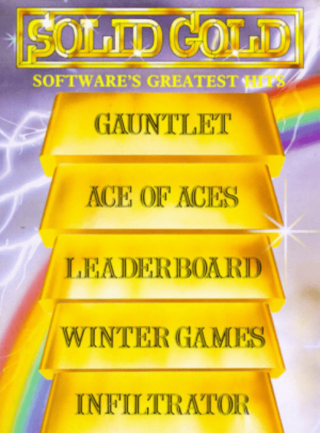 SOLID GOLD
SOFTWARE'S GREATEST HITS
GAUNTLET
ACE OF ACES
LEADERBOARD
WINTER GAMES
INFILTRATOR